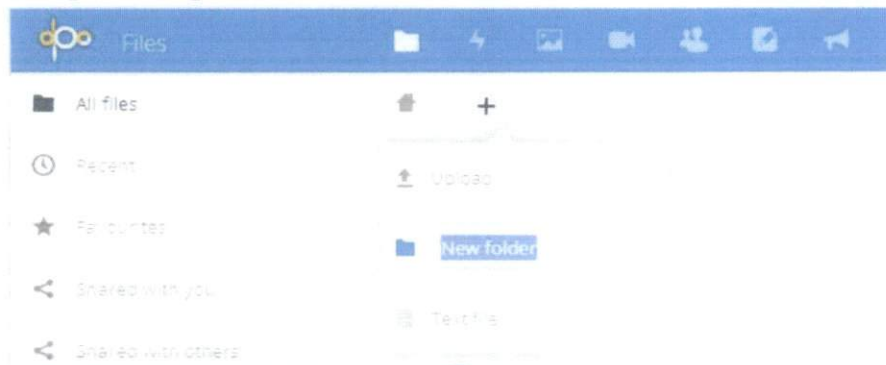 Files
All files
Recent
Favourites
Shared with you
Shared with others
Upload
New folder
Text file